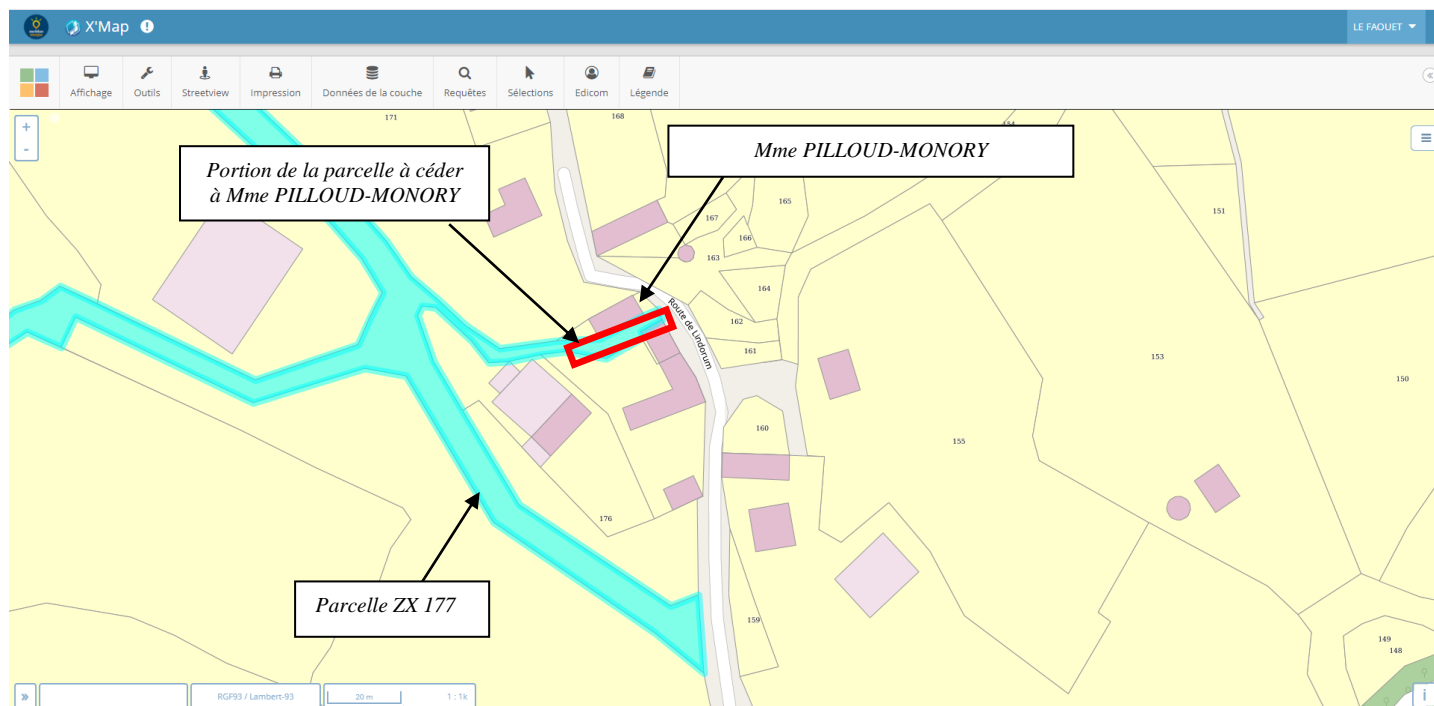 X'Map
LE FAOUET
Affichage
Outils
Streetview
Impression
Données de la couche
Requêtes
Sélections
Edicom
Légende
+
-
171
168
Portion de la parcelle à céder
à Mme PILLOUD-MONORY
Mme PILLOUD-MONORY
167
165
166
163
164
151
162
161
Route de Lindorum
153
150
160
155
176
Parcelle ZX 177
159
149
148
»
RGF93 / Lambert-93
20 m
1 : 1k
i